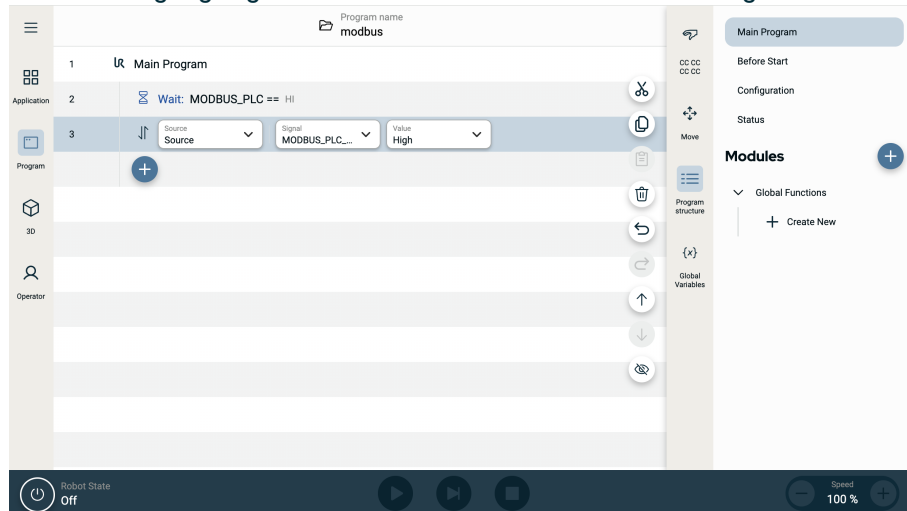 Program name
modbus
Application
Program
3D
Operator
1 Main Program
2 Wait: MODBUS_PLC == HI
3 Source
Source
Signal
MODBUS_PLC_...
Value
High
CC CC
CC CC
Move
Program
structure
{x}
Global
Variables
Main Program
Before Start
Configuration
Status
Modules
Global Functions
Create New
Robot State
Off
Speed
100 %